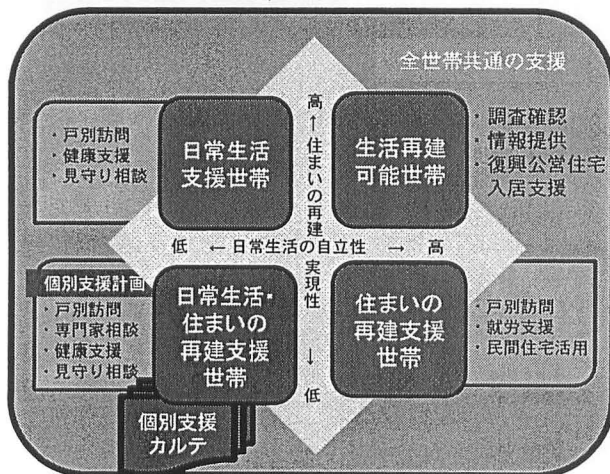 全世帯共通の支援
・戸別訪問
・健康支援
・見守り相談
日常生活
支援世帯
高
↑
住まいの再建
実現性
↓
低
生活再建
可能世帯
・調査確認
・情報提供
・復興公営住宅
入居支援
低 ←日常生活の自立性→ 高
個別支援計画
・戸別訪問
・専門家相談
・健康支援
・見守り相談
日常生活・
住まいの
再建支援
世帯
住まいの
再建支援
世帯
・戸別訪問
・就労支援
・民間住宅活用
個別支援
カルテ